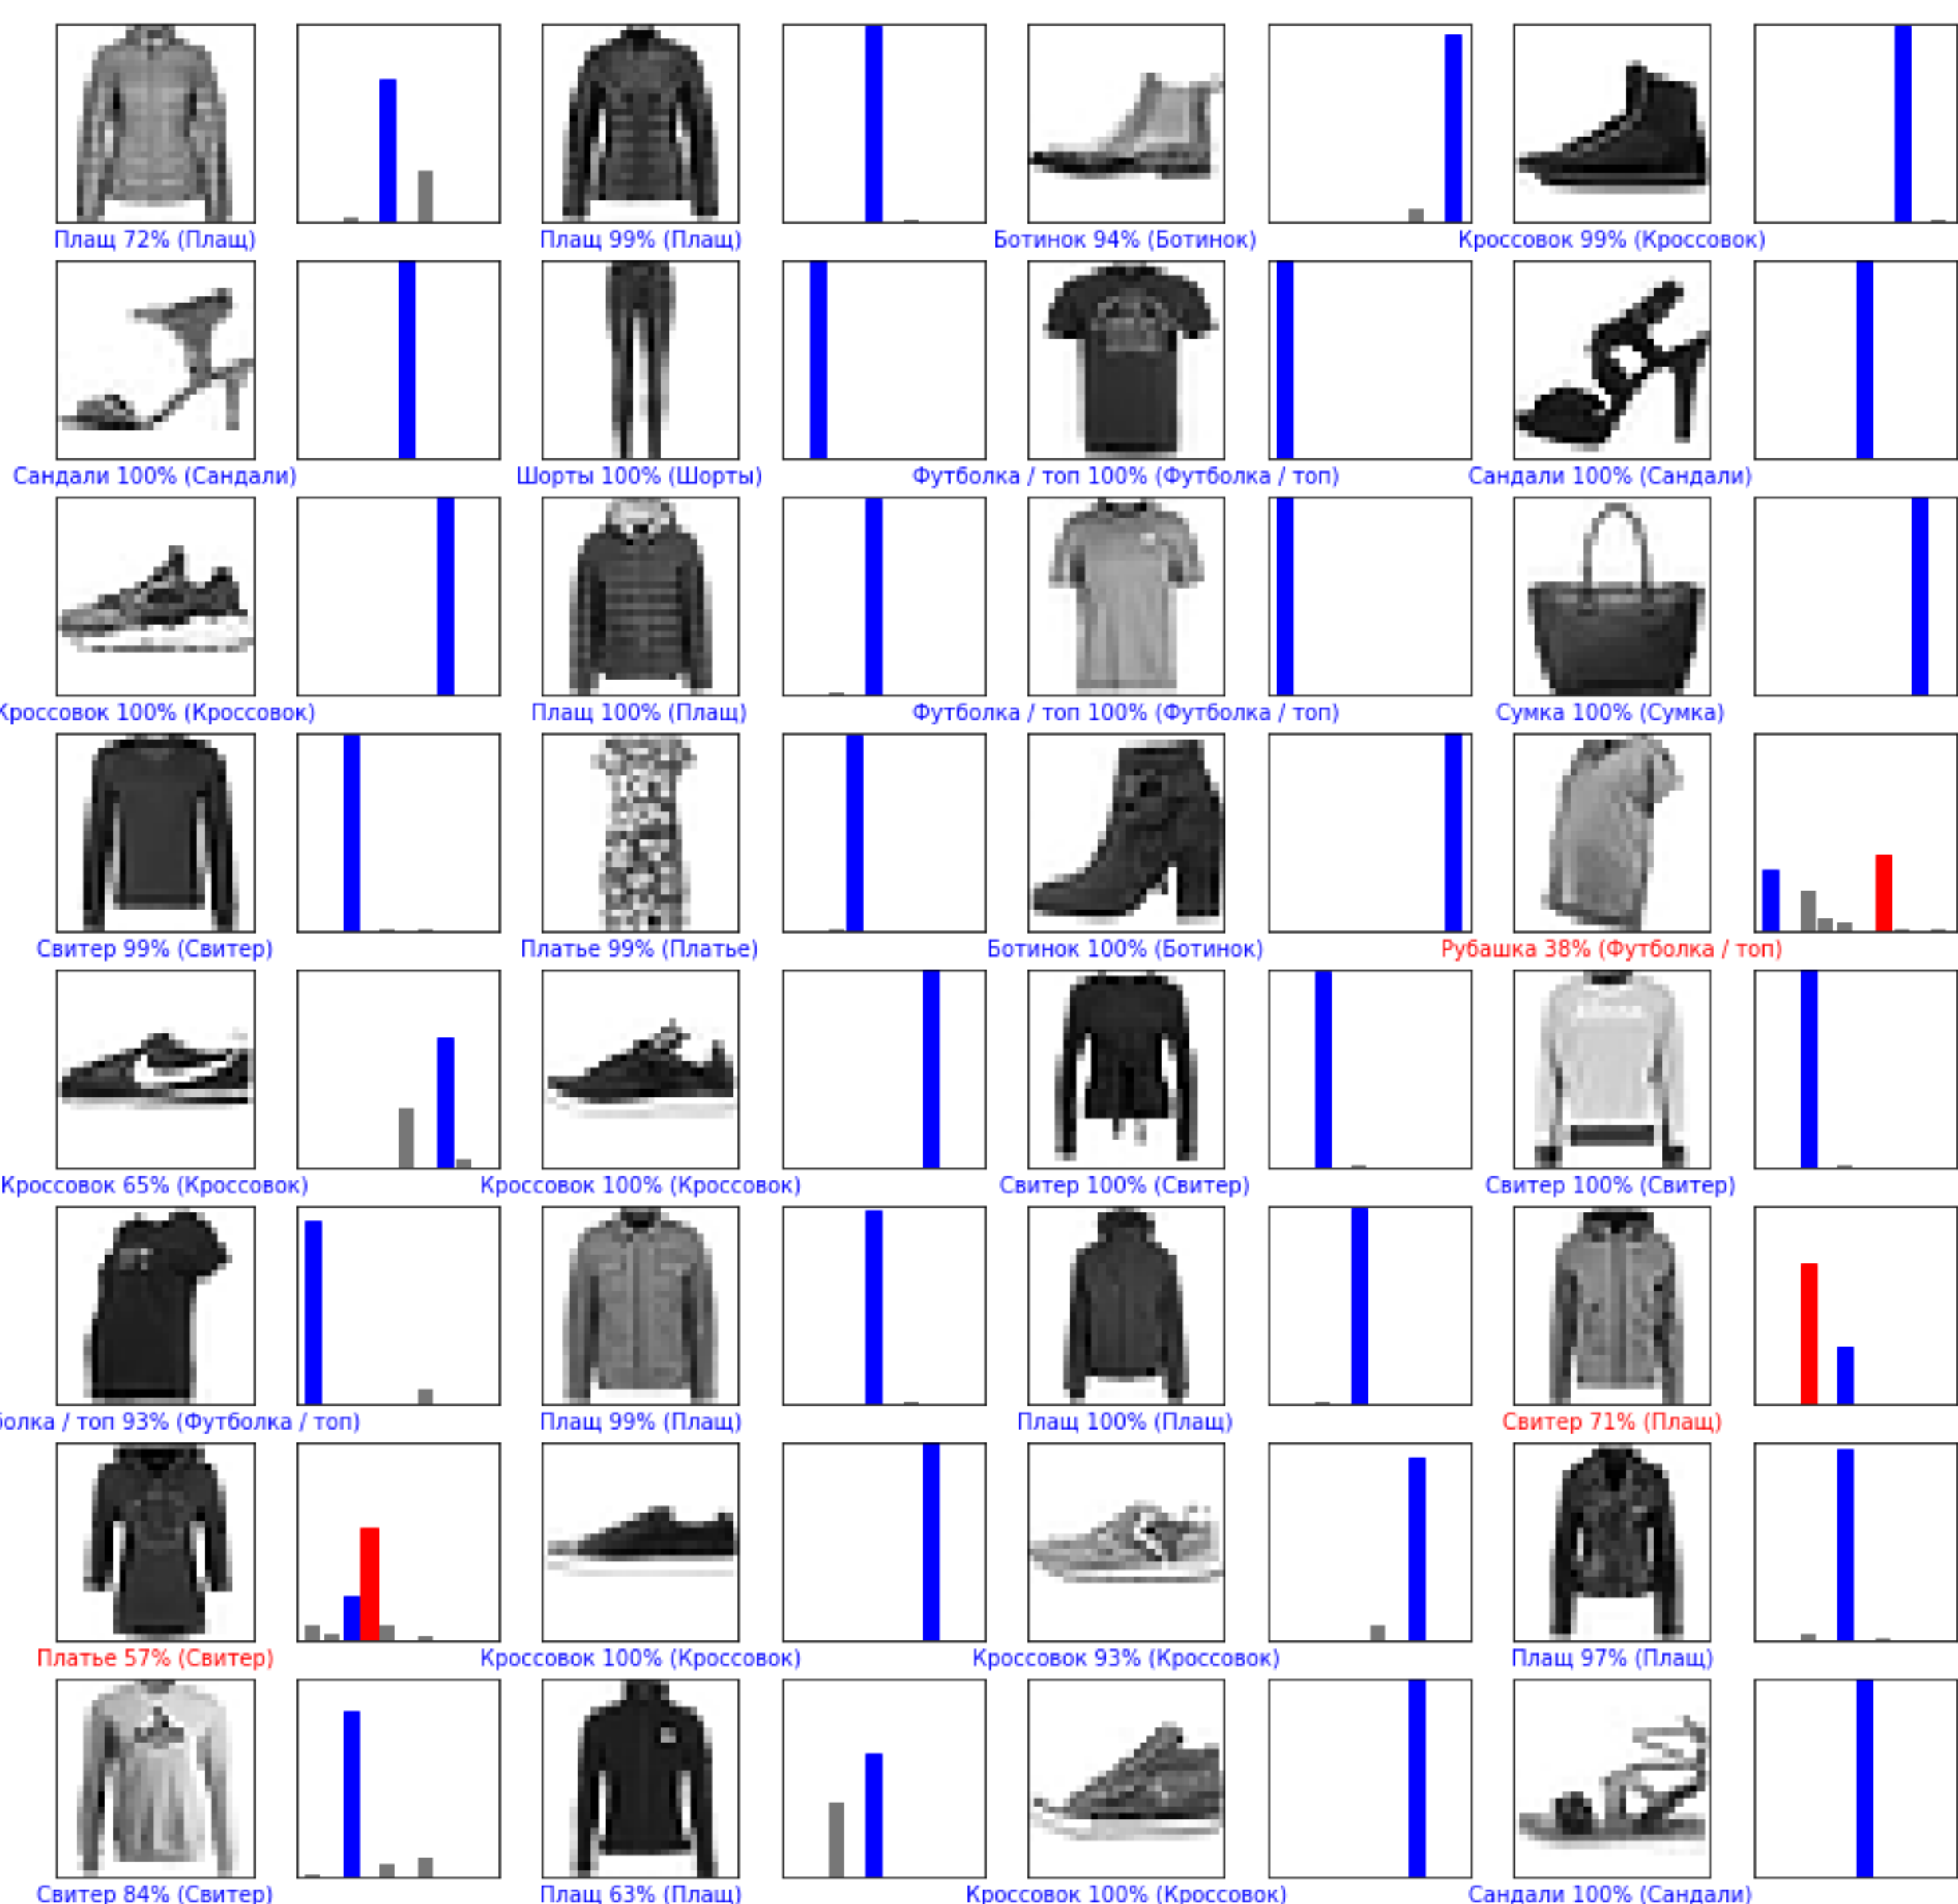 Плащ 72% (Плащ)
Плащ 99% (Плащ)
Ботинок 94% (Ботинок)
Кроссовок 99% (Кроссовок)
Сандали 100% (Сандали)
Шорты 100% (Шорты)
Футболка / топ 100% (Футболка / топ)
Сандали 100% (Сандали)
Кроссовок 100% (Кроссовок)
Плащ 100% (Плащ)
Футболка / топ 100% (Футболка / топ)
Сумка 100% (Сумка)
Свитер 99% (Свитер)
Платье 99% (Платье)
Ботинок 100% (Ботинок)
Рубашка 38% (Футболка / топ)
Кроссовок 65% (Кроссовок)
Кроссовок 100% (Кроссовок)
Свитер 100% (Свитер)
Свитер 100% (Свитер)
болка / топ 93% (Футболка / топ)
Плащ 99% (Плащ)
Плащ 100% (Плащ)
Свитер 71% (Плащ)
Платье 57% (Свитер)
Кроссовок 100% (Кроссовок)
Кроссовок 93% (Кроссовок)
Плащ 97% (Плащ)
Свитер 84% (Свитер)
Плащ 63% (Плащ)
Кроссовок 100% (Кроссовок)
Сандали 100% (Сандали)